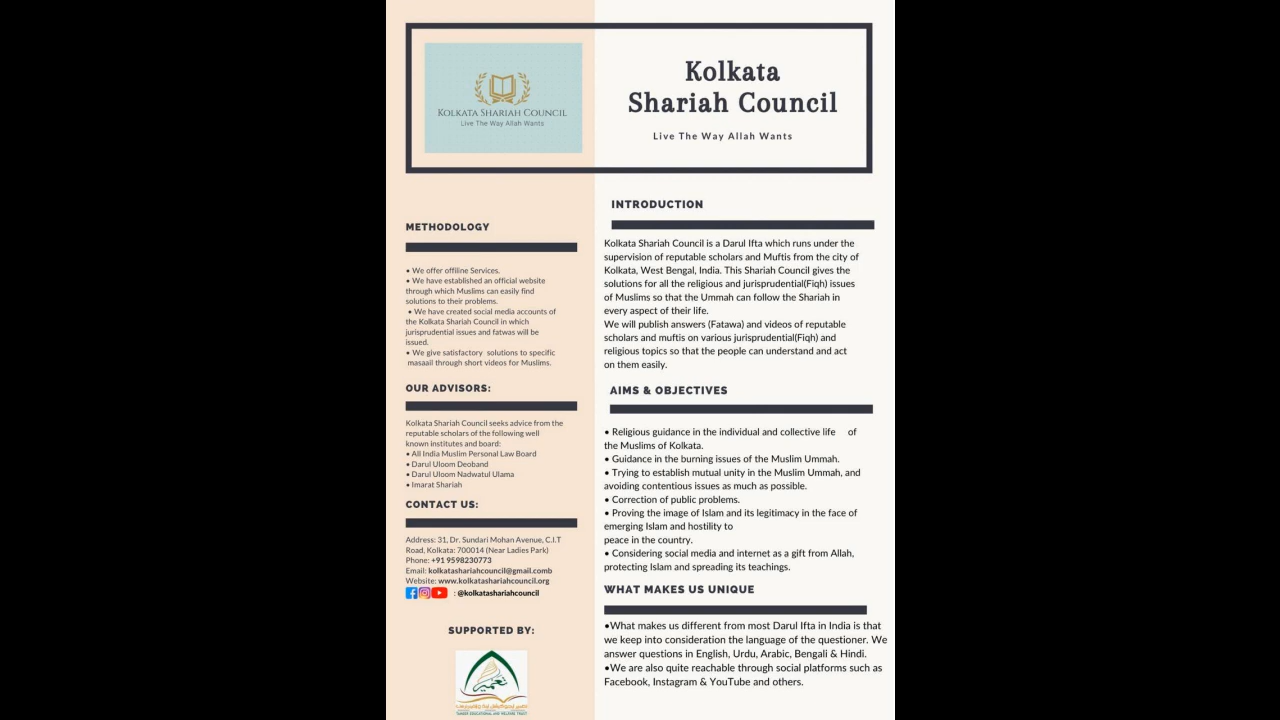 KOLKATA SHARIAH COUNCIL
Live The Way Allah Wants
Kolkata
Shariah Council
Live The Way Allah Wants
METHODOLOGY
• We offer offiline Services.
• We have established an official website
through which Muslims can easily find
solutions to their problems.
• We have created social media accounts of
the Kolkata Shariah Council in which
jurisprudential issues and fatwas will be
issued.
• We give satisfactory solutions to specific
masaail through short videos for Muslims.
OUR ADVISORS:
Kolkata Shariah Council seeks advice from the
reputable scholars of the following well
known institutes and board:
• All India Muslim Personal Law Board
• Darul Uloom Deoband
• Darul Uloom Nadwatul Ulama
• Imarat Shariah
CONTACT US:
Address: 31, Dr. Sundari Mohan Avenue, C.I.T
Road, Kolkata: 700014 (Near Ladies Park)
Phone: +91 9598230773
Email: kolkatashariahcouncil@gmail.comb
Website: www.kolkatashariahcouncil.org
: @kolkatashariahcouncil
SUPPORTED BY:
تعمیر
TAMEER EDUCATIONAL AND WELFARE TRUST
INTRODUCTION
Kolkata Shariah Council is a Darul Ifta which runs under the
supervision of reputable scholars and Muftis from the city of
Kolkata, West Bengal, India. This Shariah Council gives the
solutions for all the religious and jurisprudential(Fiqh) issues
of Muslims so that the Ummah can follow the Shariah in
every aspect of their life.
We will publish answers (Fatawa) and videos of reputable
scholars and muftis on various jurisprudential(Fiqh) and
religious topics so that the people can understand and act
on them easily.
AIMS & OBJECTIVES
• Religious guidance in the individual and collective life of
the Muslims of Kolkata.
• Guidance in the burning issues of the Muslim Ummah.
• Trying to establish mutual unity in the Muslim Ummah, and
avoiding contentious issues as much as possible.
• Correction of public problems.
• Proving the image of Islam and its legitimacy in the face of
emerging Islam and hostility to
peace in the country.
• Considering social media and internet as a gift from Allah,
protecting Islam and spreading its teachings.
WHAT MAKES US UNIQUE
•What makes us different from most Darul Ifta in India is that
we keep into consideration the language of the questioner. We
answer questions in English, Urdu, Arabic, Bengali & Hindi.
•We are also quite reachable through social platforms such as
Facebook, Instagram & YouTube and others.